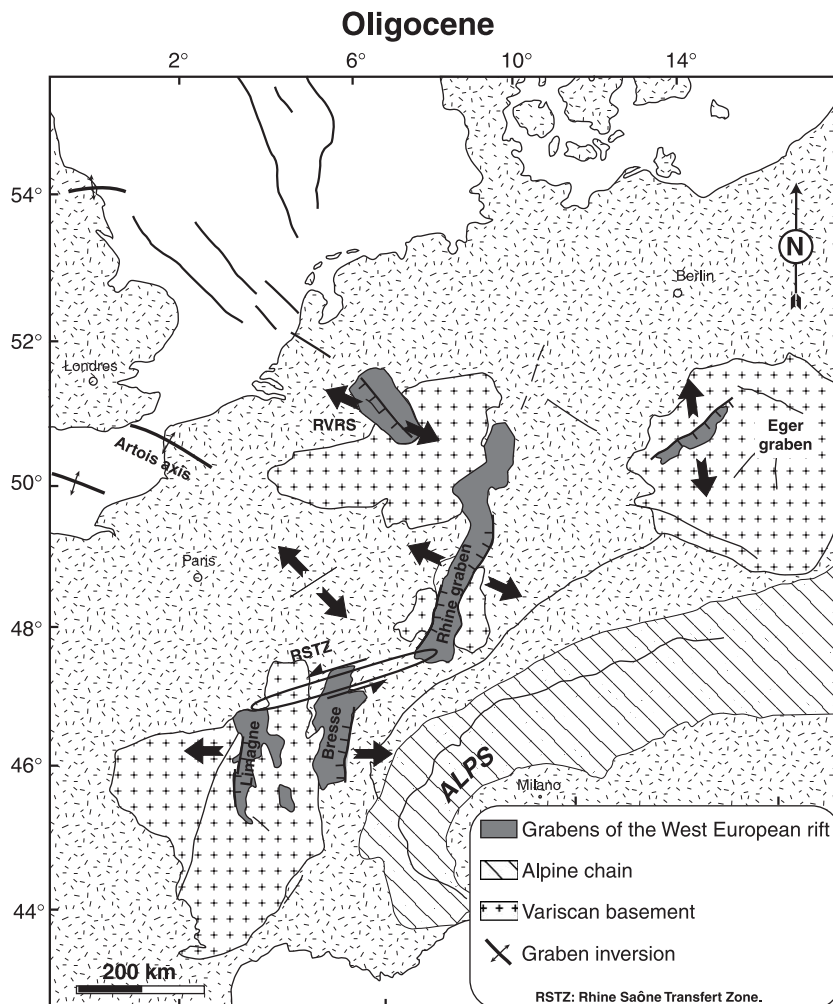 Oligocene
2° 6° 10° 14°
54°
N
Berlin
52°
Londres
RVRS
Artois axis
Eger
graben
50°
Paris
Rhine graben
48°
RSTZ
46°
Limagne
Bresse
ALPS
Milano
44°
Grabens of the West European rift
Alpine chain
Variscan basement
Graben inversion
200 km
RSTZ: Rhine Saône Transfert Zone.